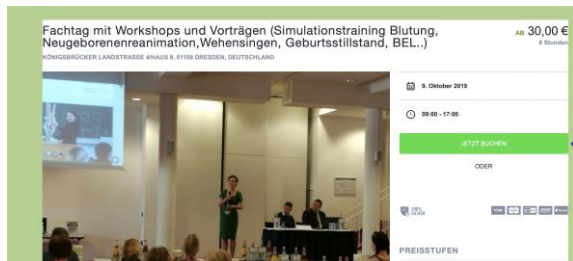 Fachtag mit Workshops und Vorträgen (Simulationstraining Blutung,
Neugeborenenreanimation,Wehensingen, Geburtsstillstand, BEL..)
AB 30,00 €
8 Stunden
KÖNIGSBRÜCKER LANDSTRASSE 4/HAUS 8, 01109 DRESDEN, DEUTSCHLAND
9. Oktober 2019
09:00 - 17:00
JETZT BUCHEN
ODER
PREISSTUFEN